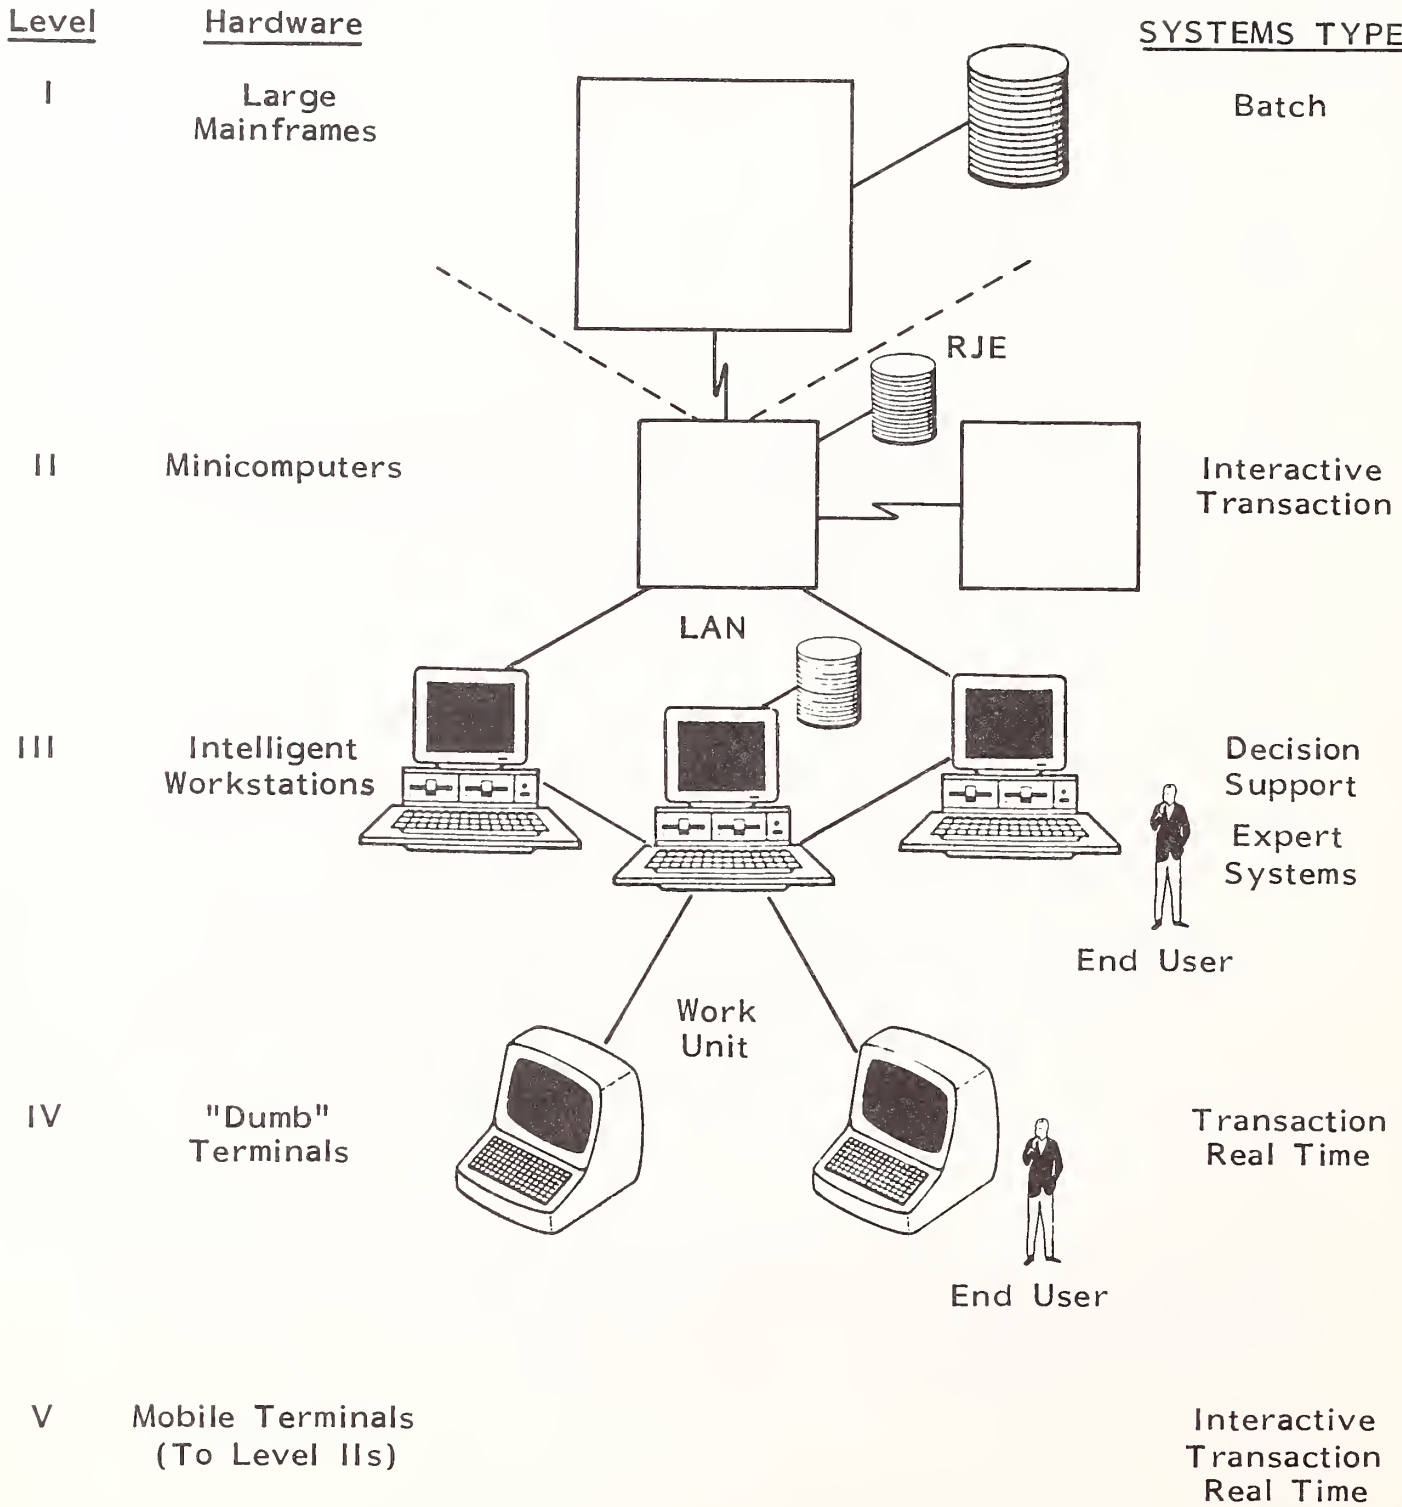 Level Hardware SYSTEMS TYPE
I Large Batch
Mainframes
RJE
II Minicomputers Interactive
Transaction
LAN
III Intelligent Decision
Workstations Support
Expert
Systems
End User
Work
Unit
IV "Dumb" Transaction
Terminals Real Time
End User
V Mobile Terminals Interactive
(To Level IIs) Transaction
Real Time